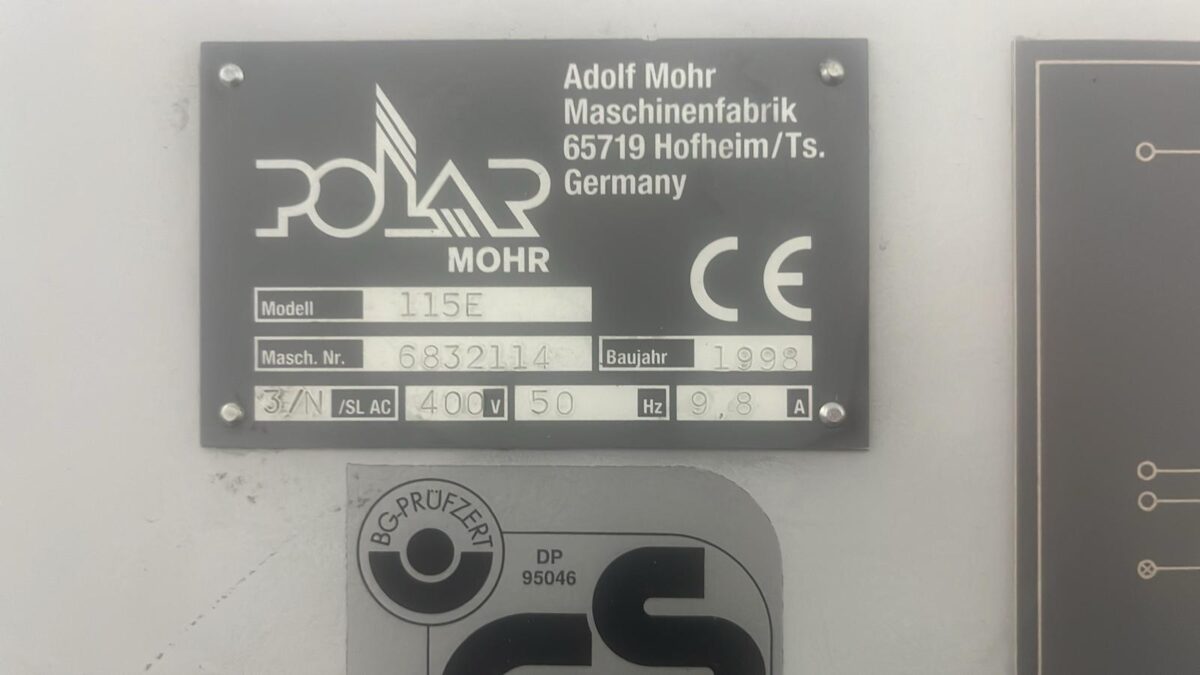 POLAR
MOHR
Adolf Mohr
Maschinenfabrik
65719 Hofheim/Ts.
Germany
CE
Modell 115E
Masch. Nr. 6832114 Baujahr 1998
3/N /SL AC 400 V 50 Hz 9,8 A
BG-PRÜFZERT
DP
95046
GS